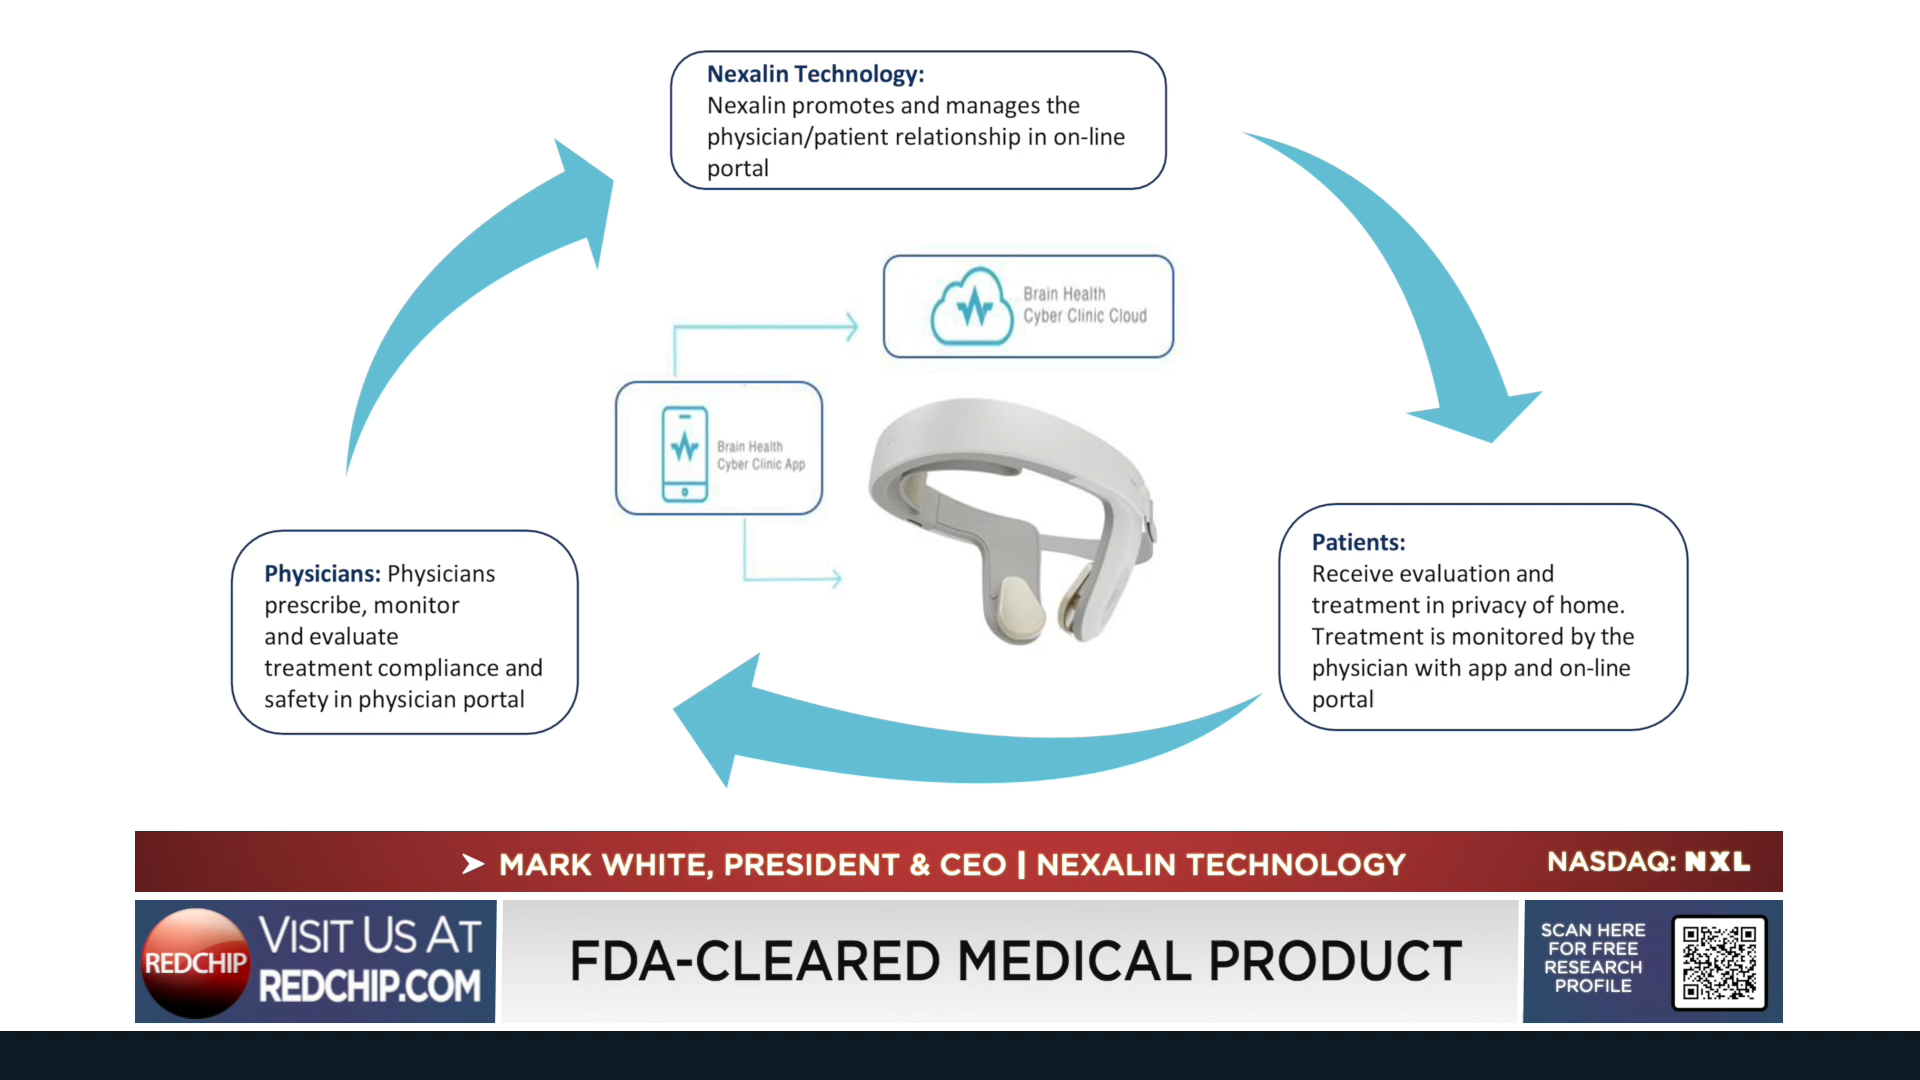 Nexalin Technology:
Nexalin promotes and manages the
physician/patient relationship in on-line
portal
Brain Health
Cyber Clinic Cloud
Brain Health
Cyber Clinic App
Physicians: Physicians
prescribe, monitor
and evaluate
treatment compliance and
safety in physician portal
Patients:
Receive evaluation and
treatment in privacy of home.
Treatment is monitored by the
physician with app and on-line
portal
MARK WHITE, PRESIDENT & CEO | NEXALIN TECHNOLOGY
NASDAQ: NXL
REDCHIP
VISIT US AT
REDCHIP.COM
FDA-CLEARED MEDICAL PRODUCT
SCAN HERE
FOR FREE
RESEARCH
PROFILE